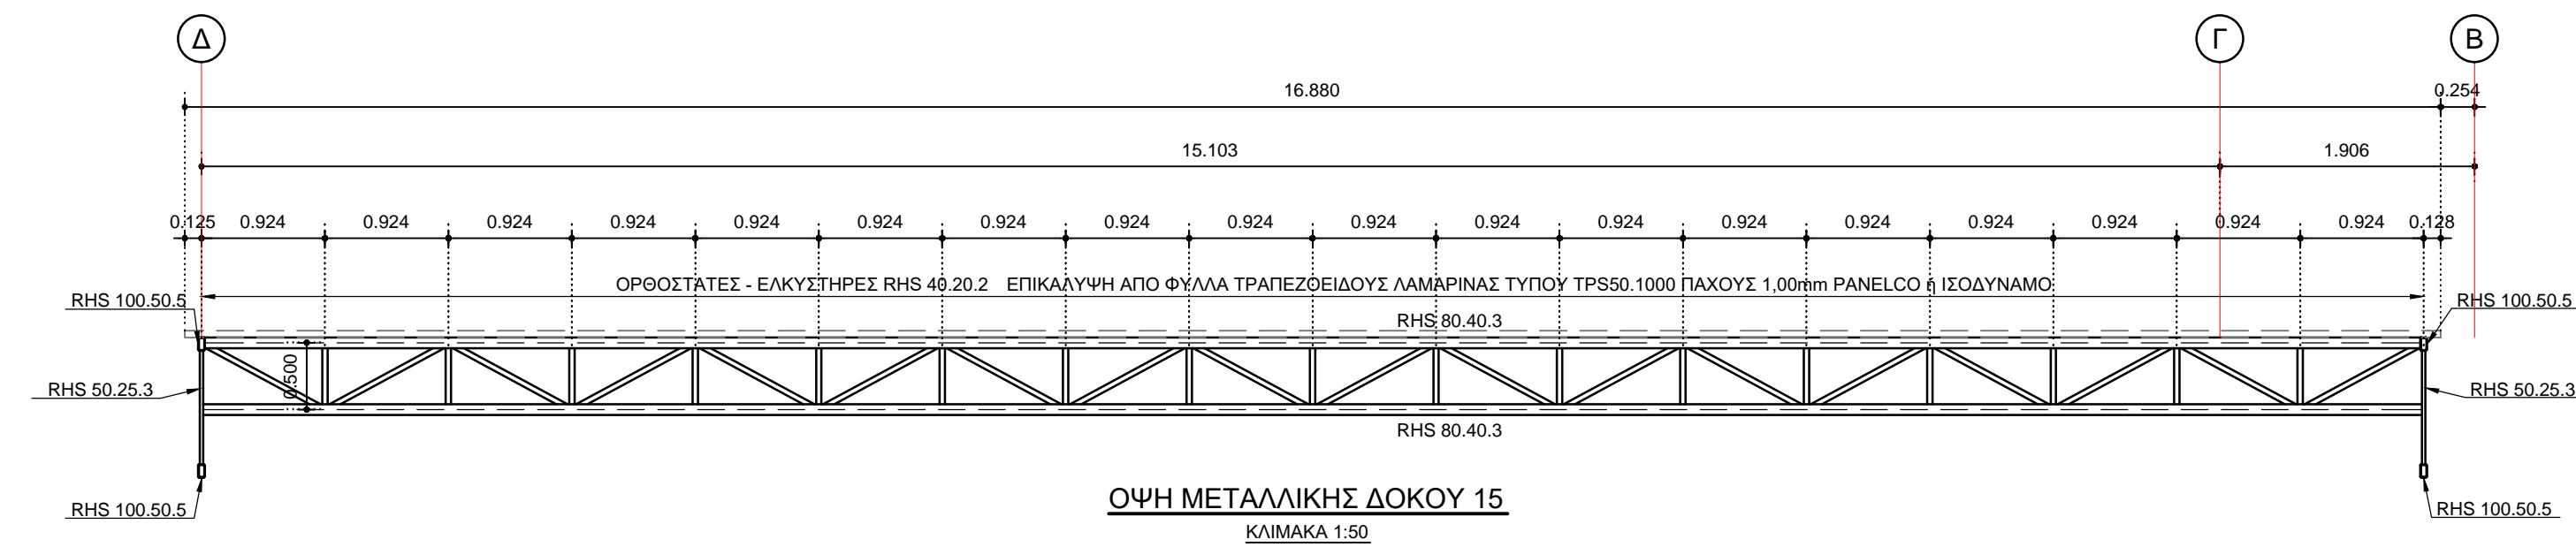 Δ Γ Β
16.880 0.254
15.103 1.906
0.125 0.924 0.924 0.924 0.924 0.924 0.924 0.924 0.924 0.924 0.924 0.924 0.924 0.924 0.924 0.924 0.924 0.924 0.924 0.128
ΟΡΘΟΣΤΑΤΕΣ - ΕΛΚΥΣΤΗΡΕΣ RHS 40.20.2 ΕΠΙΚΑΛΥΨΗ ΑΠΟ ΦΥΛΛΑ ΤΡΑΠΕΖΟΕΙΔΟΥΣ ΛΑΜΑΡΙΝΑΣ ΤΥΠΟΥ TPS50.1000 ΠΑΧΟΥΣ 1,00mm PANELCO ή ΙΣΟΔΥΝΑΜΟ
RHS 100.50.5 RHS 100.50.5
RHS 80.40.3
0.500
RHS 50.25.3 RHS 50.25.3
RHS 80.40.3
RHS 100.50.5 RHS 100.50.5
ΟΨΗ ΜΕΤΑΛΛΙΚΗΣ ΔΟΚΟΥ 15
ΚΛΙΜΑΚΑ 1:50